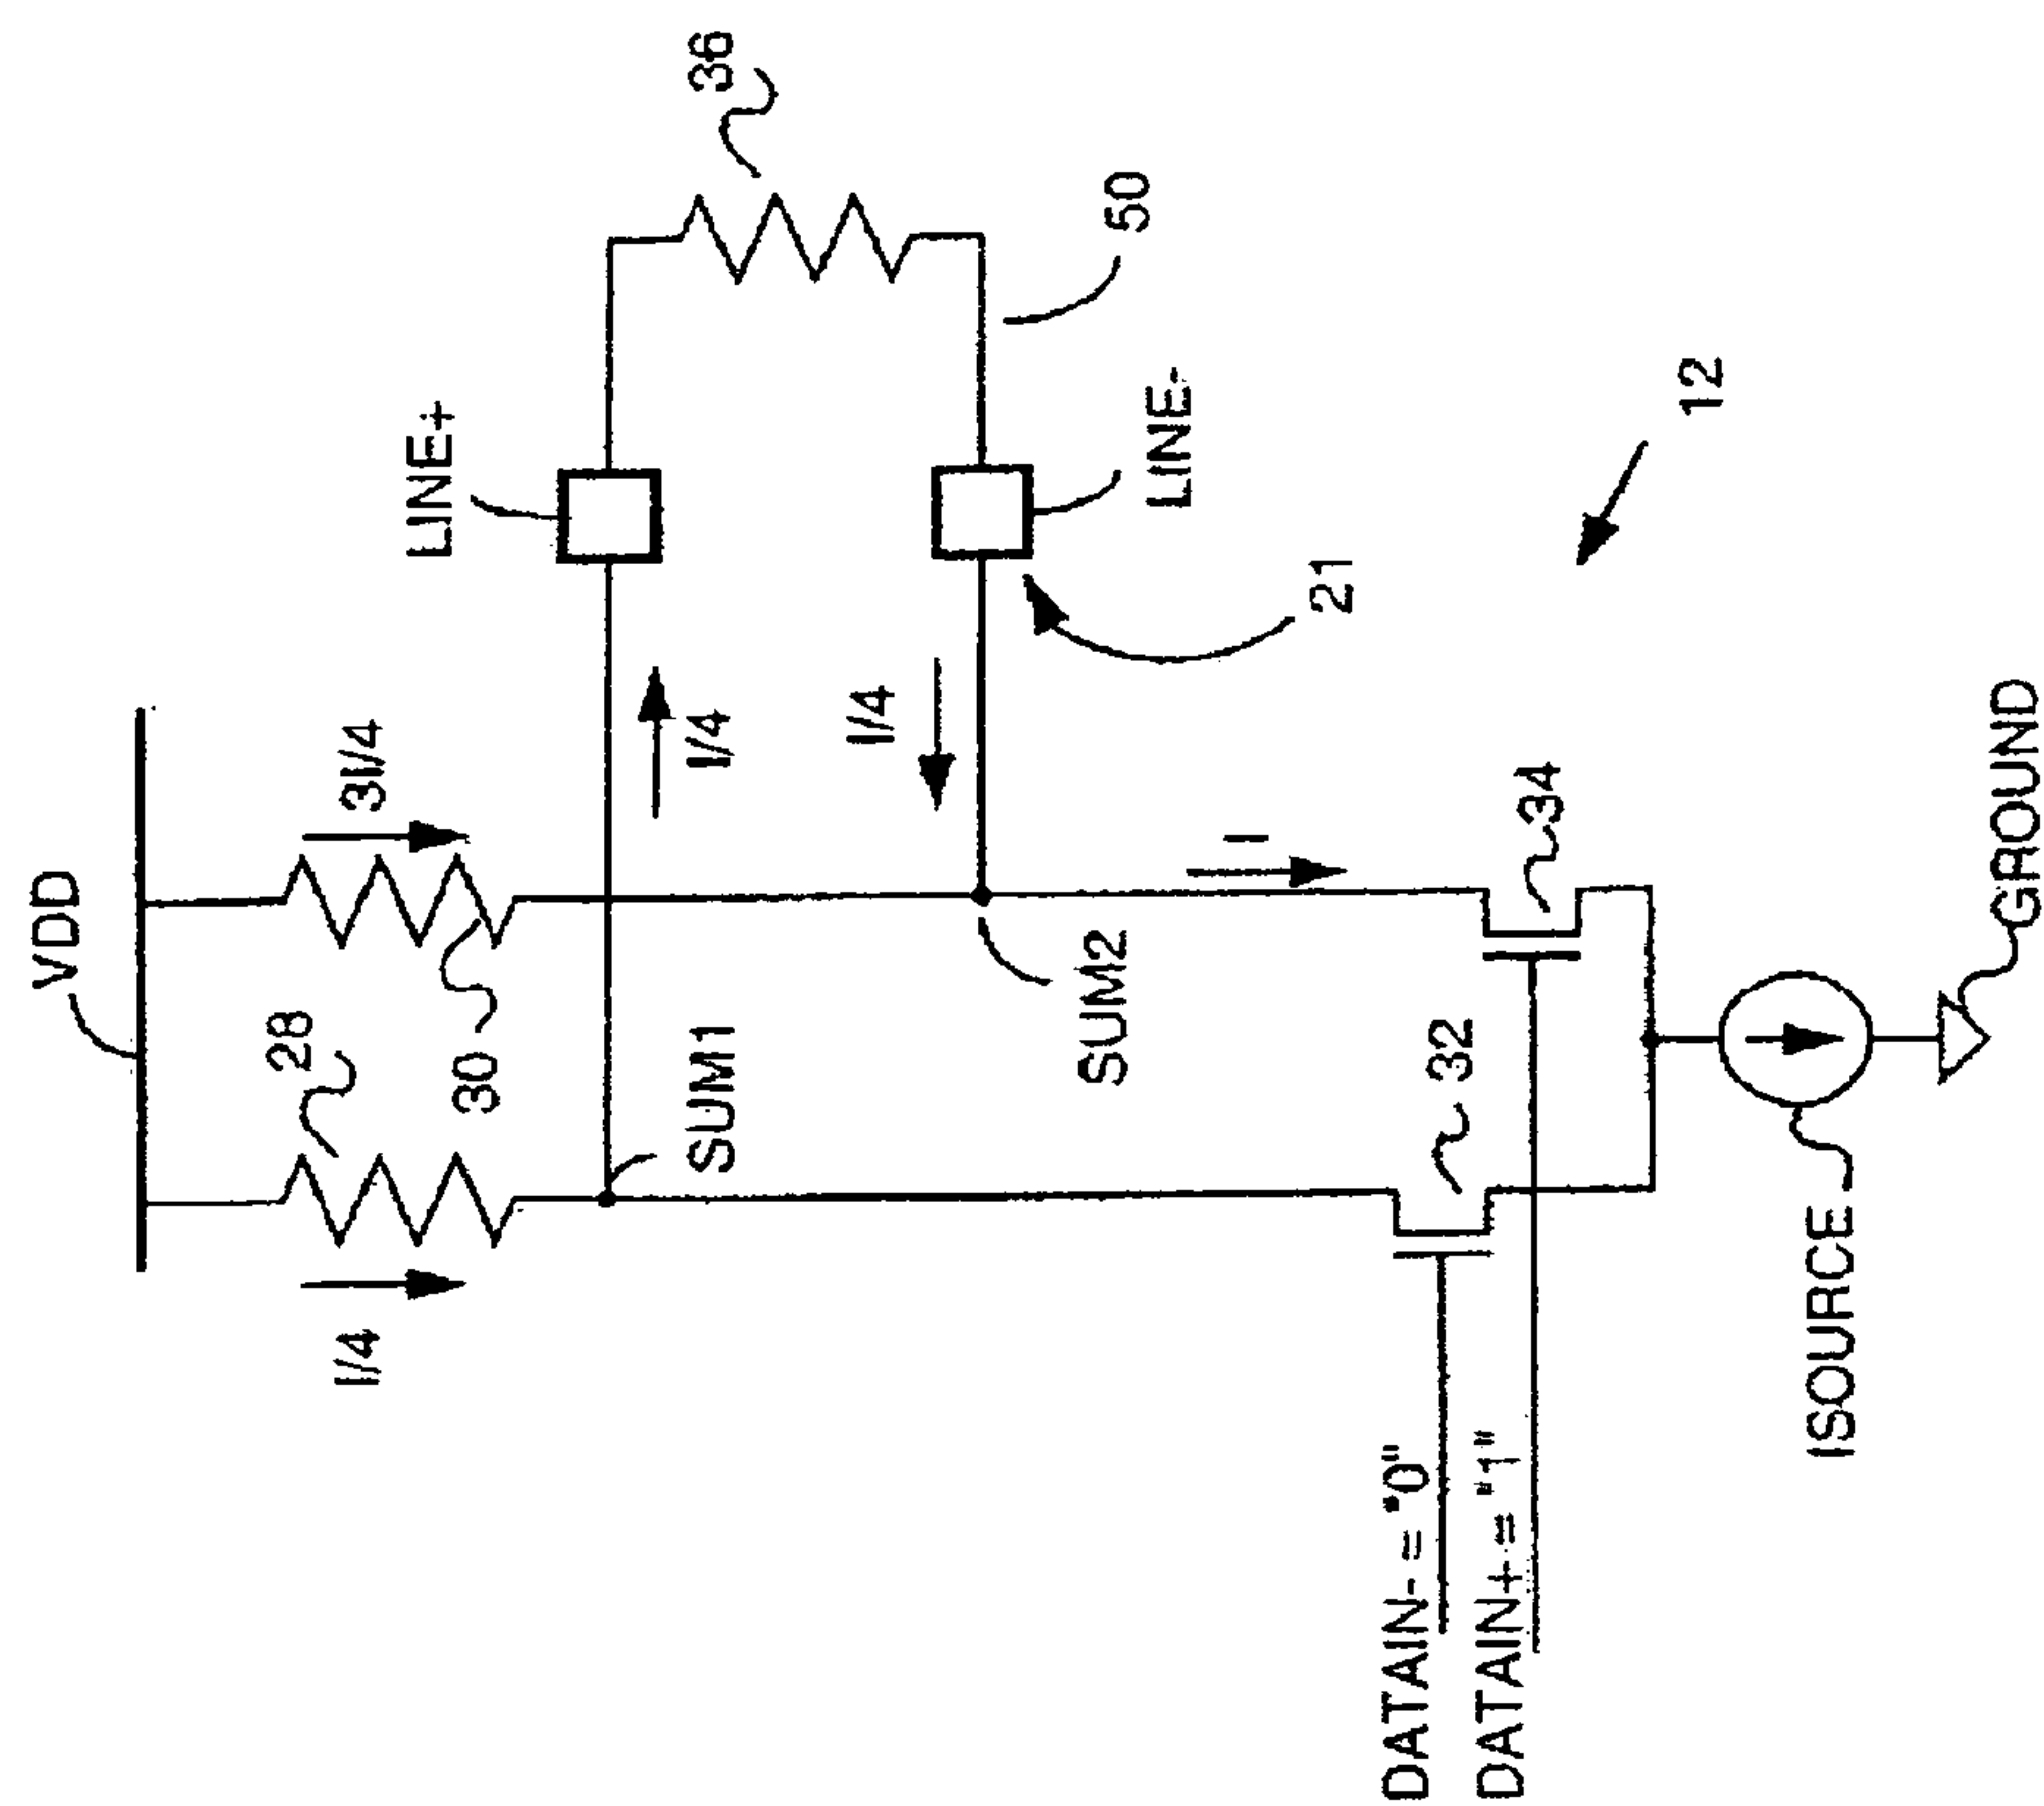 VDD
28
30
3I/4
I/4
36
LINE+
50
LINE-
SUM1
I/4
I/4
SUM2
21
I
12
32
34
DATAIN- = "0"
DATAIN+ = "1"
ISOURCE
GROUND